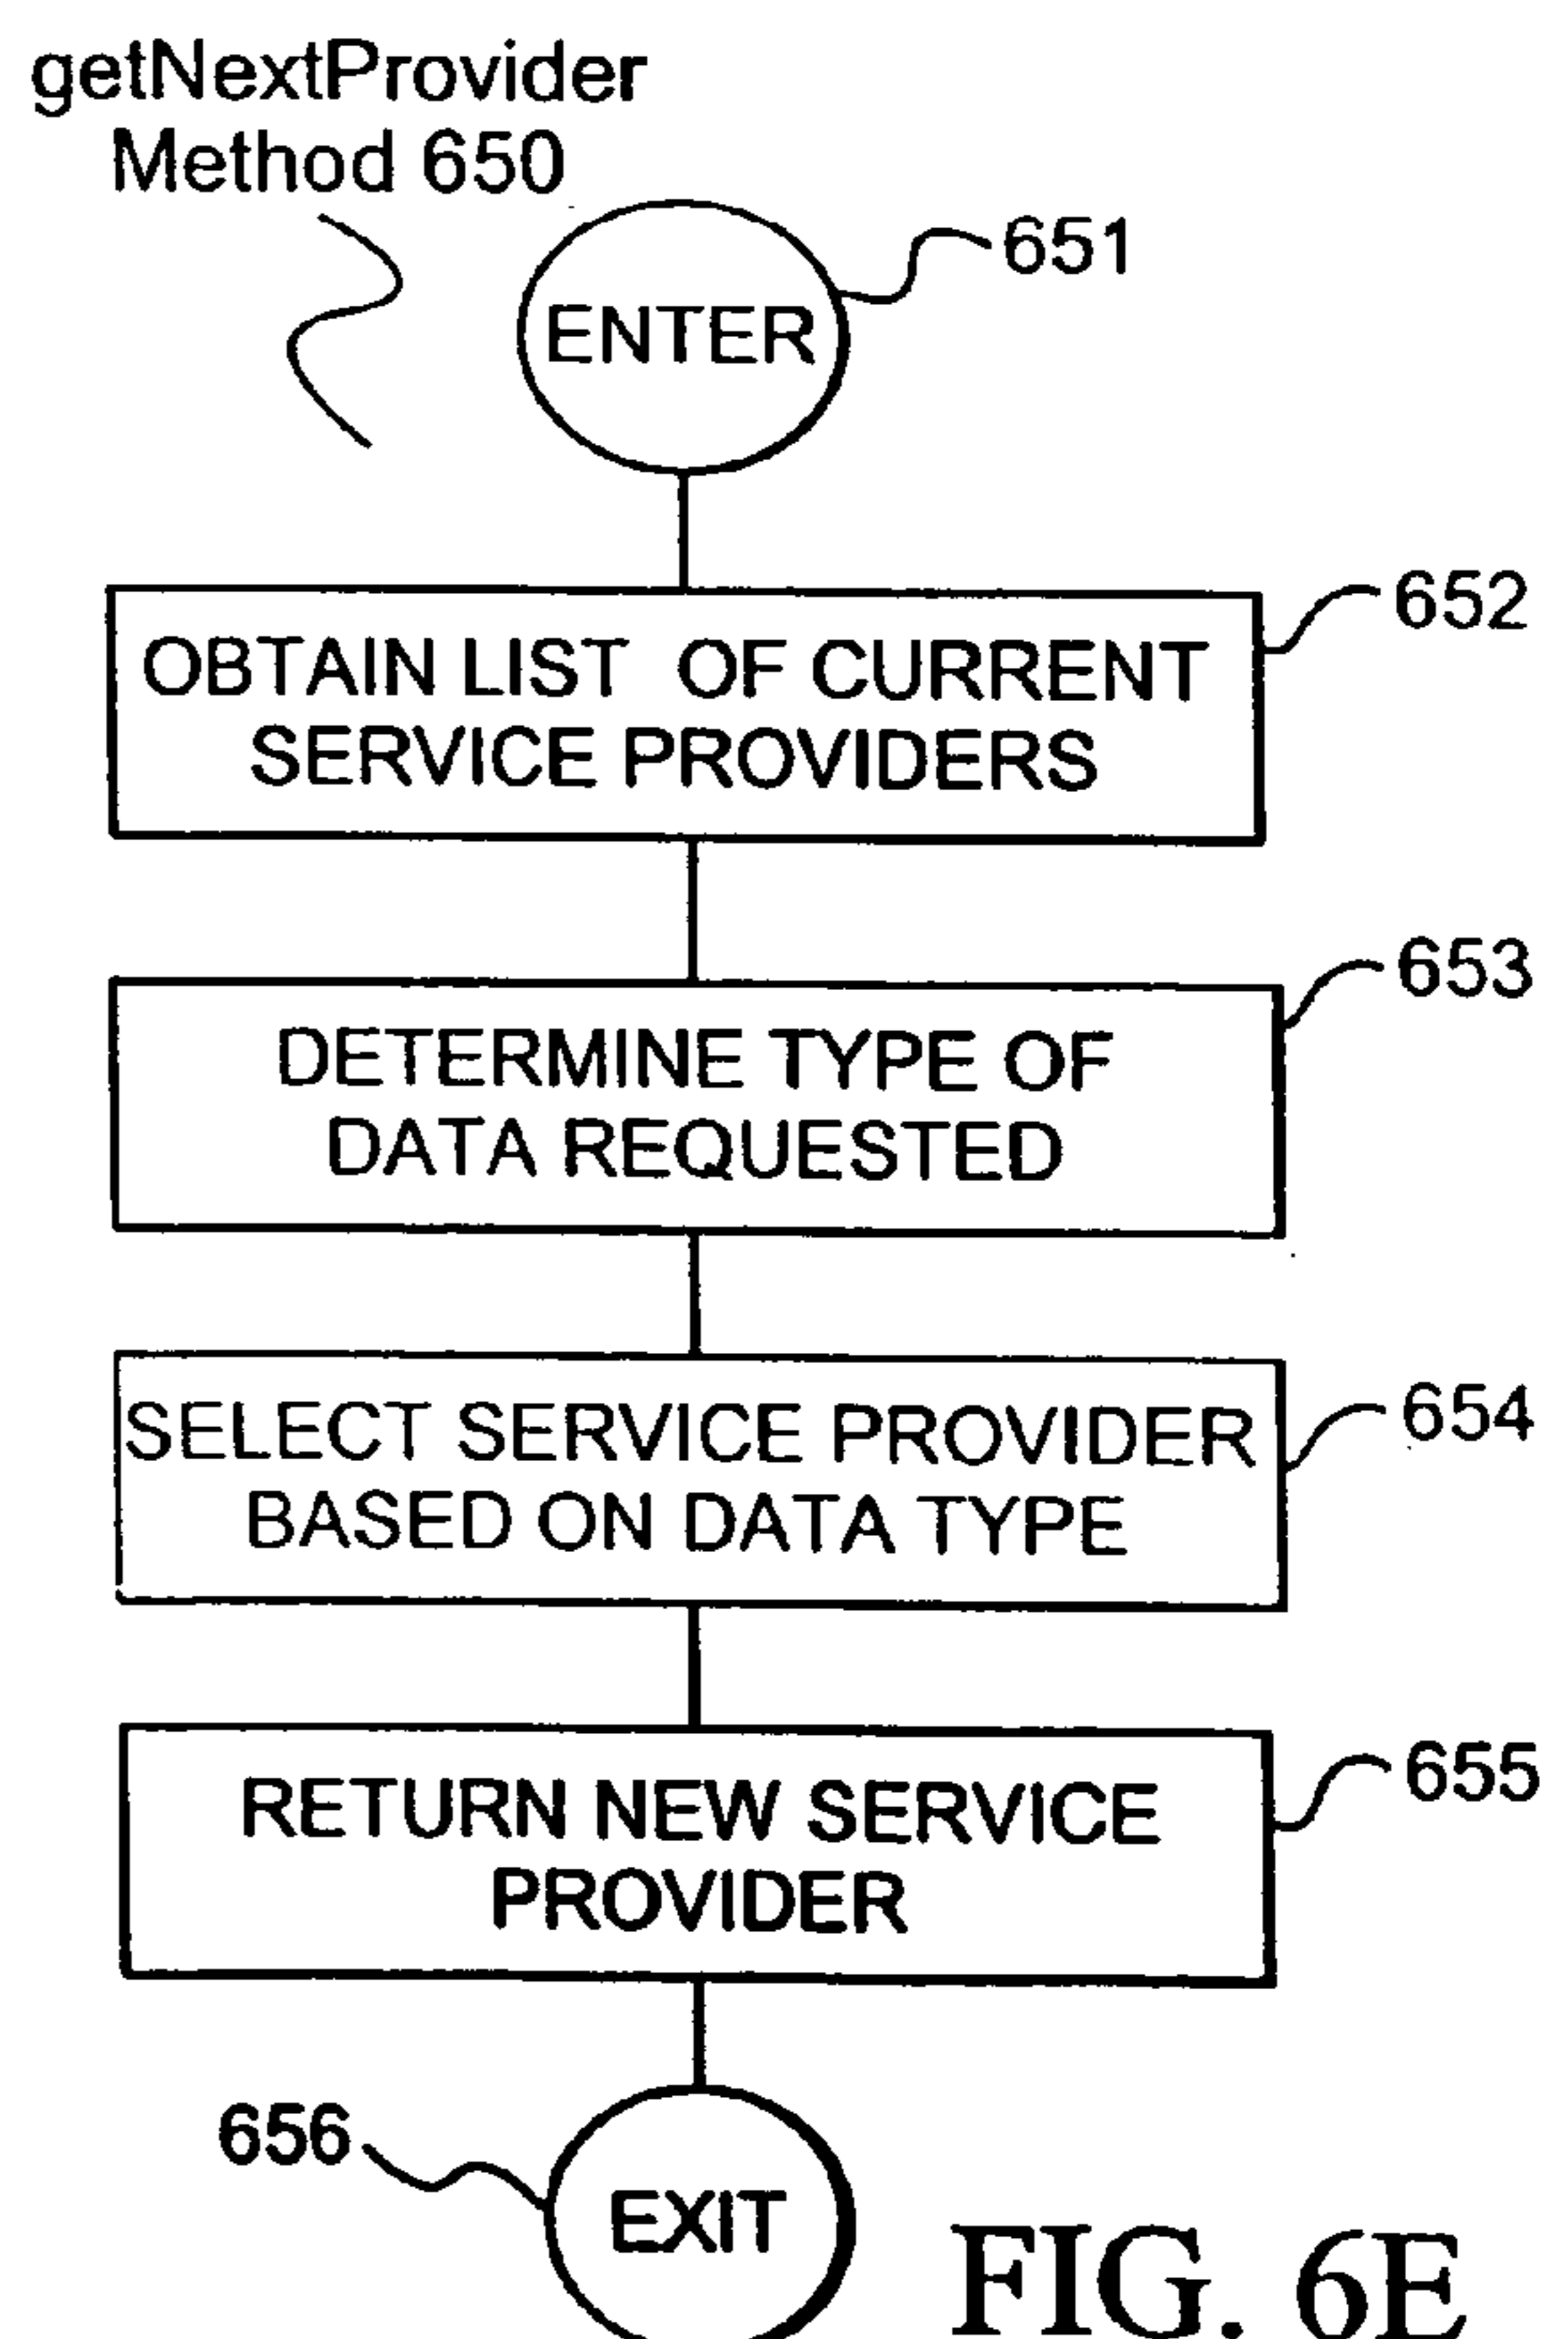 getNextProvider
Method 650
651
ENTER
652
OBTAIN LIST OF CURRENT
SERVICE PROVIDERS
653
DETERMINE TYPE OF
DATA REQUESTED
654
SELECT SERVICE PROVIDER
BASED ON DATA TYPE
655
RETURN NEW SERVICE
PROVIDER
656
EXIT
FIG. 6E